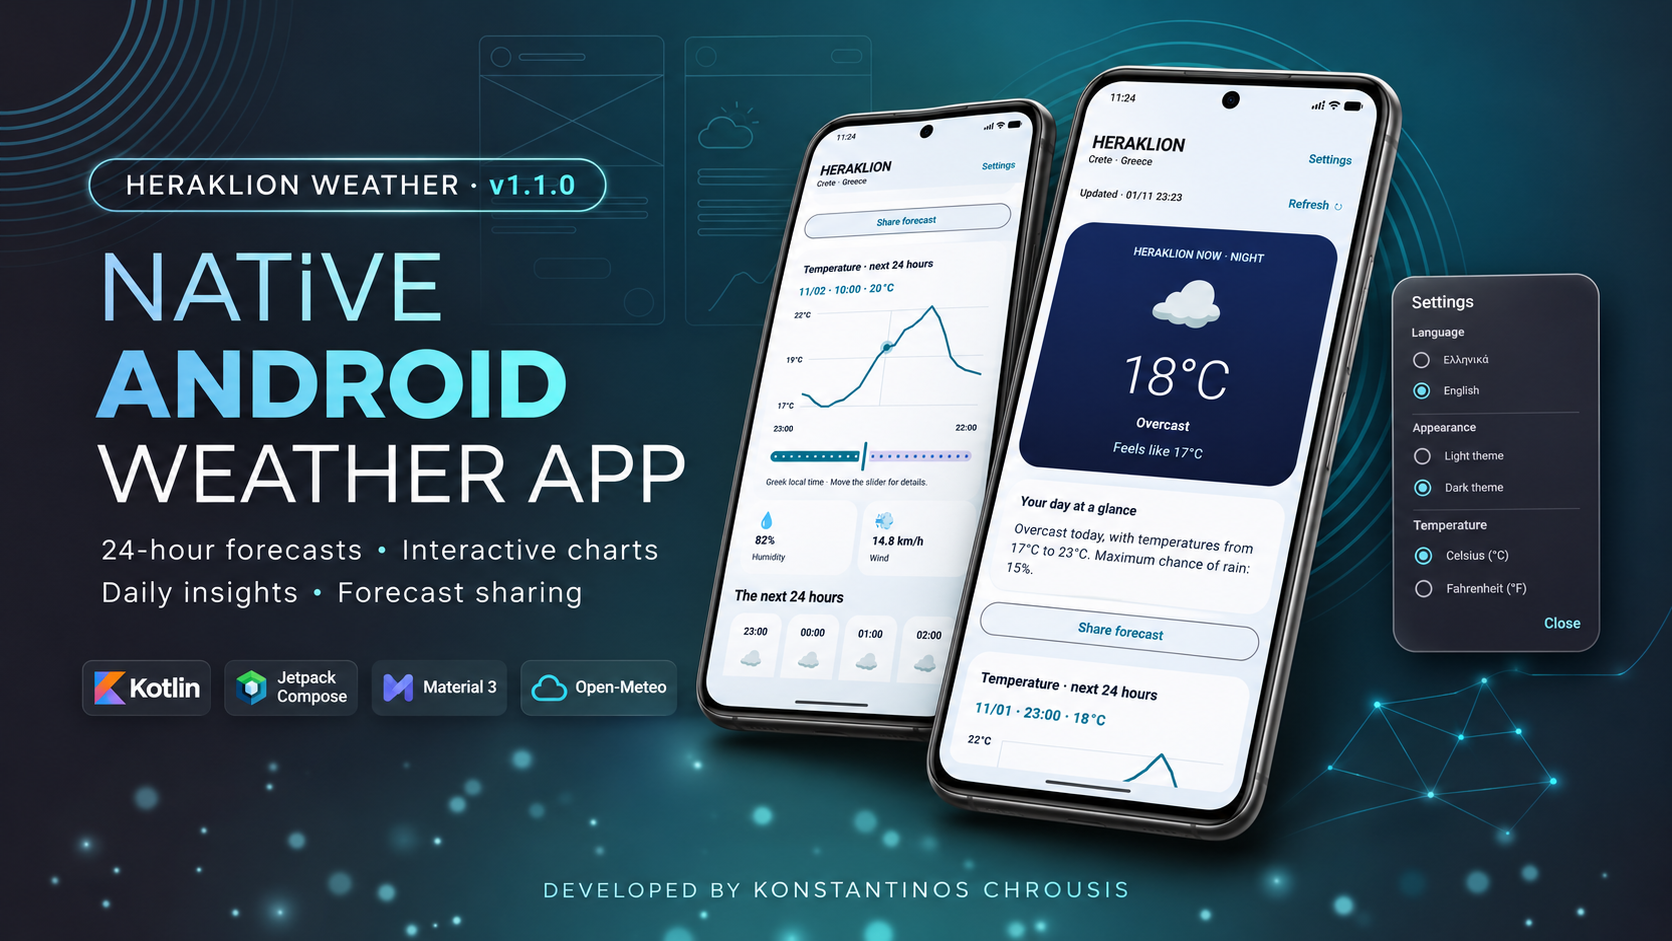 HERAKLION WEATHER · v1.1.0
NATiVE
ANDROID
WEATHER APP
24-hour forecasts • Interactive charts
Daily insights • Forecast sharing
Kotlin
Jetpack
Compose
Material 3
Open-Meteo
11:24
HERAKLION
Crete · Greece
Settings
Share forecast
Temperature · next 24 hours
11/02 · 10:00 · 20°C
22°C
19°C
17°C
23:00
22:00
Greek local time · Move the slider for details.
82%
Humidity
14.8 km/h
Wind
The next 24 hours
23:00
00:00
01:00
02:00
11:24
HERAKLION
Crete · Greece
Settings
Updated · 01/11 23:23
Refresh ↻
HERAKLION NOW · NIGHT
18°C
Overcast
Feels like 17°C
Your day at a glance
Overcast today, with temperatures from
17°C to 23°C. Maximum chance of rain:
15%.
Share forecast
Temperature · next 24 hours
11/01 · 23:00 · 18°C
22°C
Settings
Language
Ελληνικά
English
Appearance
Light theme
Dark theme
Temperature
Celsius (°C)
Fahrenheit (°F)
Close
DEVELOPED BY KONSTANTINOS CHROUSIS